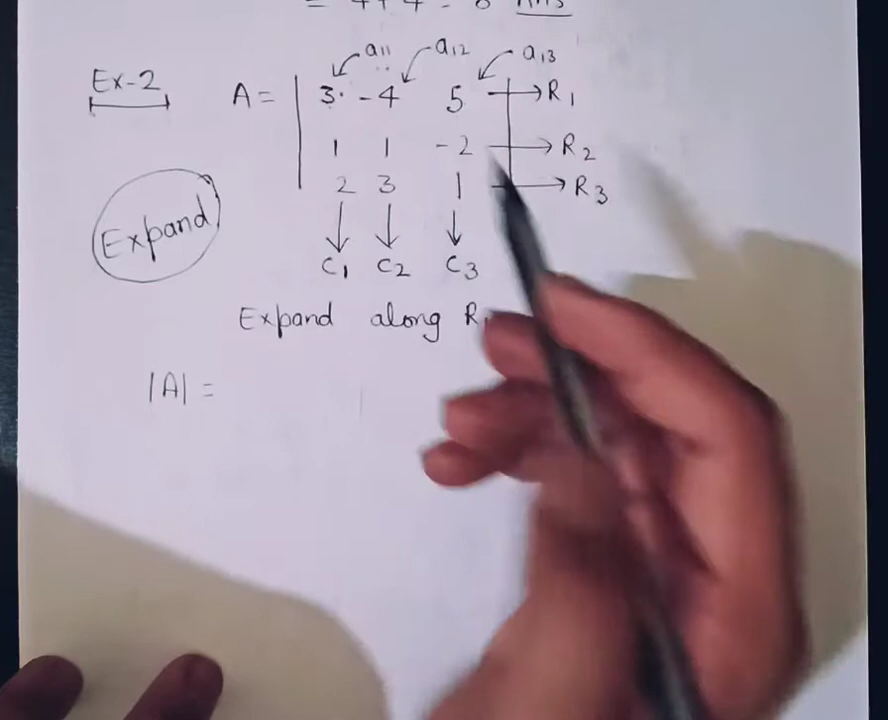 a11 a12 a13
Ex-2 A = 3 -4 5 → R1
1 1 -2 → R2
2 3 1 → R3
Expand
C1 C2 C3
Expand along R
|A| =